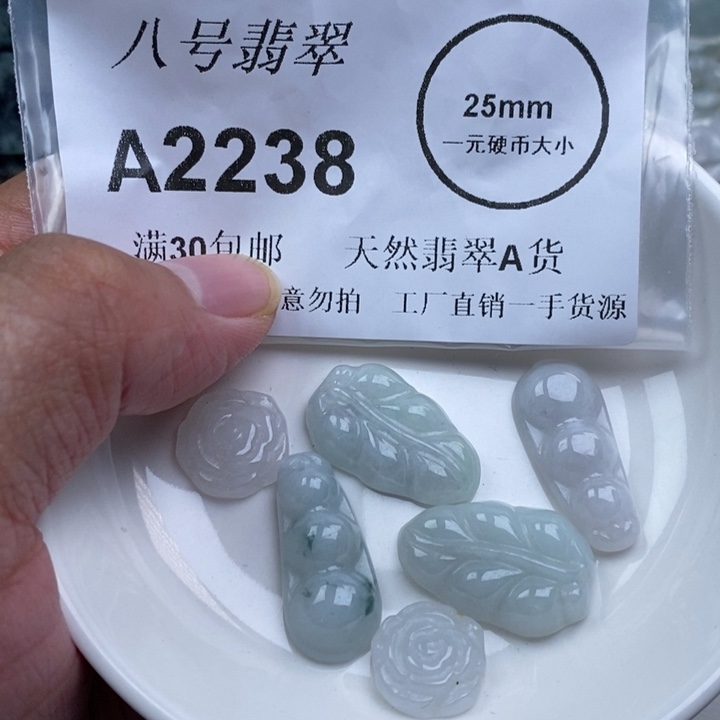 八号翡翠
A2238
25mm
一元硬币大小
满30包邮 天然翡翠A货
意勿拍 工厂直销一手货源